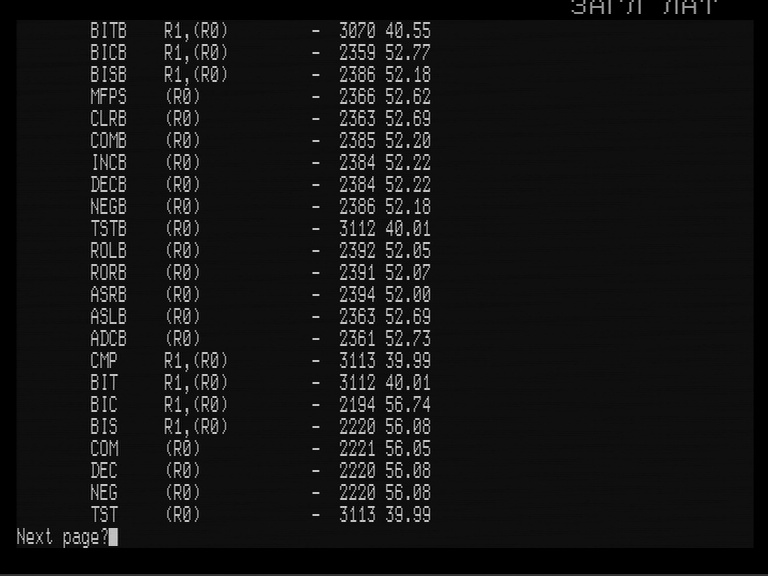 BITB R1,(R0) - 3070 40.55
BICB R1,(R0) - 2359 52.77
BISB R1,(R0) - 2386 52.18
MFPS (R0) - 2366 52.62
CLRB (R0) - 2363 52.69
COMB (R0) - 2385 52.20
INCB (R0) - 2384 52.22
DECB (R0) - 2384 52.22
NEGB (R0) - 2386 52.18
TSTB (R0) - 3112 40.01
ROLB (R0) - 2392 52.05
RORB (R0) - 2391 52.07
ASRB (R0) - 2394 52.00
ASLB (R0) - 2363 52.69
ADCB (R0) - 2361 52.73
CMP R1,(R0) - 3113 39.99
BIT R1,(R0) - 3112 40.01
BIC R1,(R0) - 2194 56.74
BIS R1,(R0) - 2220 56.08
COM (R0) - 2221 56.05
DEC (R0) - 2220 56.08
NEG (R0) - 2220 56.08
TST (R0) - 3113 39.99
Next page?